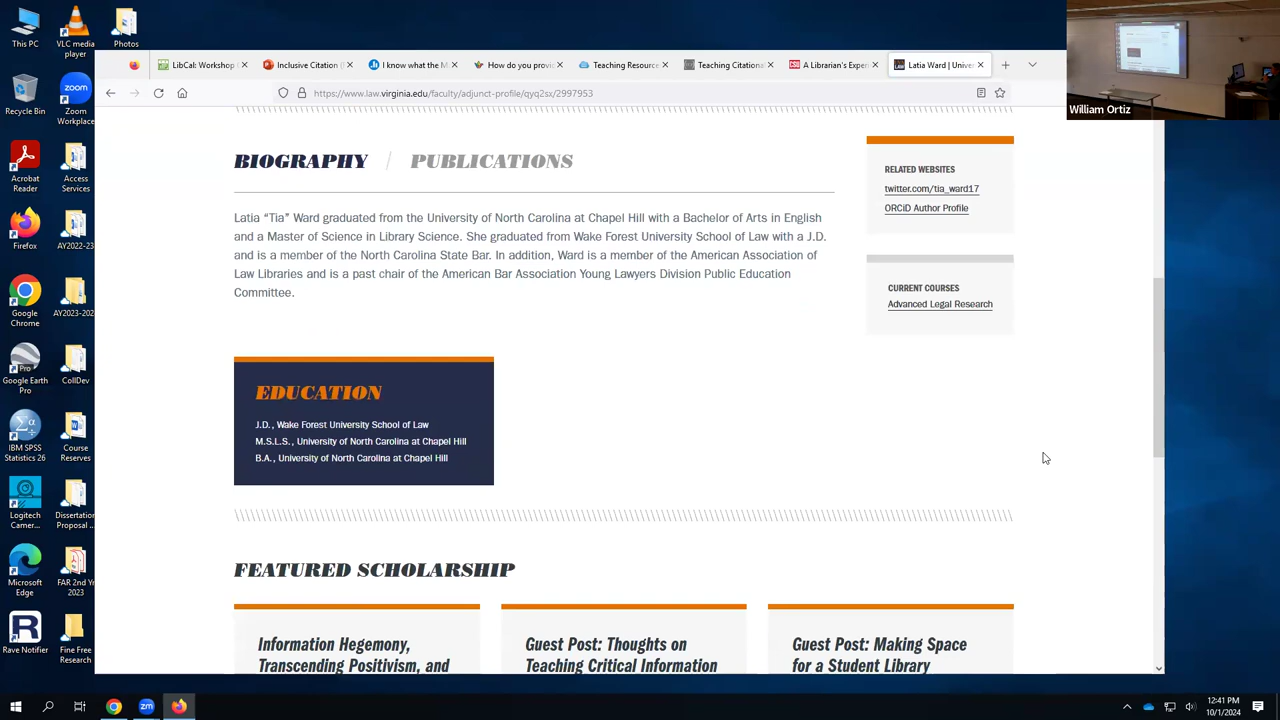 This PC
VLC media
player
Photos
Recycle Bin
Zoom
Workplace
Acrobat
Reader
Access
Services
Firefox
AY2022-23
Google
Chrome
AY2023-202
Google Earth
Pro
CollDev
IBM SPSS
Statistics 26
Course
Reserves
Logitech
Camer...
Dissertation
Proposal ...
Microsoft
Edge
FAR 2nd Yr
2023
Rave Notifier
Fine Free
Research
LibCal: Workshop
Inclusive Citation (
I know what the M
How do you provi
Teaching Resource
Teaching Citational
A Librarian's Exper
Latia Ward | Univer
https://www.law.virginia.edu/faculty/adjunct-profile/qyq2sx/2997953
William Ortiz
BIOGRAPHY / PUBLICATIONS
Latia “Tia” Ward graduated from the University of North Carolina at Chapel Hill with a Bachelor of Arts in English
and a Master of Science in Library Science. She graduated from Wake Forest University School of Law with a J.D.
and is a member of the North Carolina State Bar. In addition, Ward is a member of the American Association of
Law Libraries and is a past chair of the American Bar Association Young Lawyers Division Public Education
Committee.
RELATED WEBSITES
twitter.com/tia_ward17
ORCiD Author Profile
CURRENT COURSES
Advanced Legal Research
EDUCATION
J.D., Wake Forest University School of Law
M.S.L.S., University of North Carolina at Chapel Hill
B.A., University of North Carolina at Chapel Hill
FEATURED SCHOLARSHIP
Information Hegemony,
Transcending Positivism, and
Guest Post: Thoughts on
Teaching Critical Information
Guest Post: Making Space
for a Student Library
12:41 PM
10/1/2024